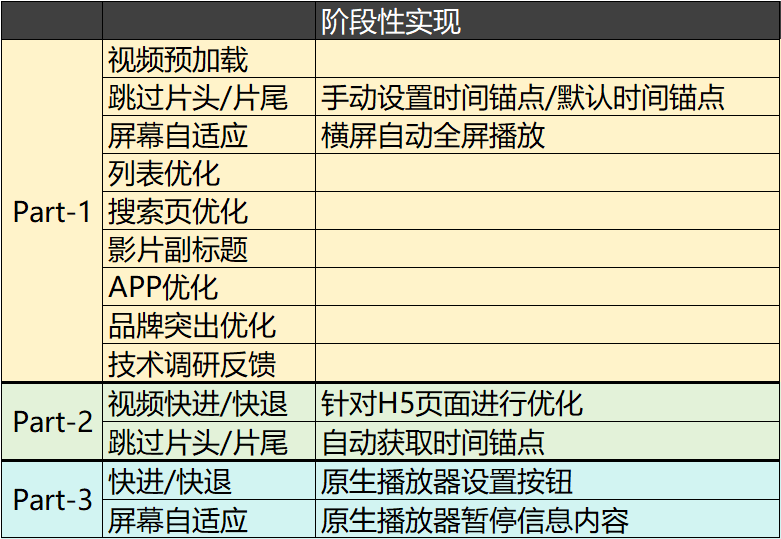 阶段性实现
Part-1
视频预加载
跳过片头/片尾 手动设置时间锚点/默认时间锚点
屏幕自适应 横屏自动全屏播放
列表优化
搜索页优化
影片副标题
APP优化
品牌突出优化
技术调研反馈
Part-2
视频快进/快退 针对H5页面进行优化
跳过片头/片尾 自动获取时间锚点
Part-3
快进/快退 原生播放器设置按钮
屏幕自适应 原生播放器暂停信息内容